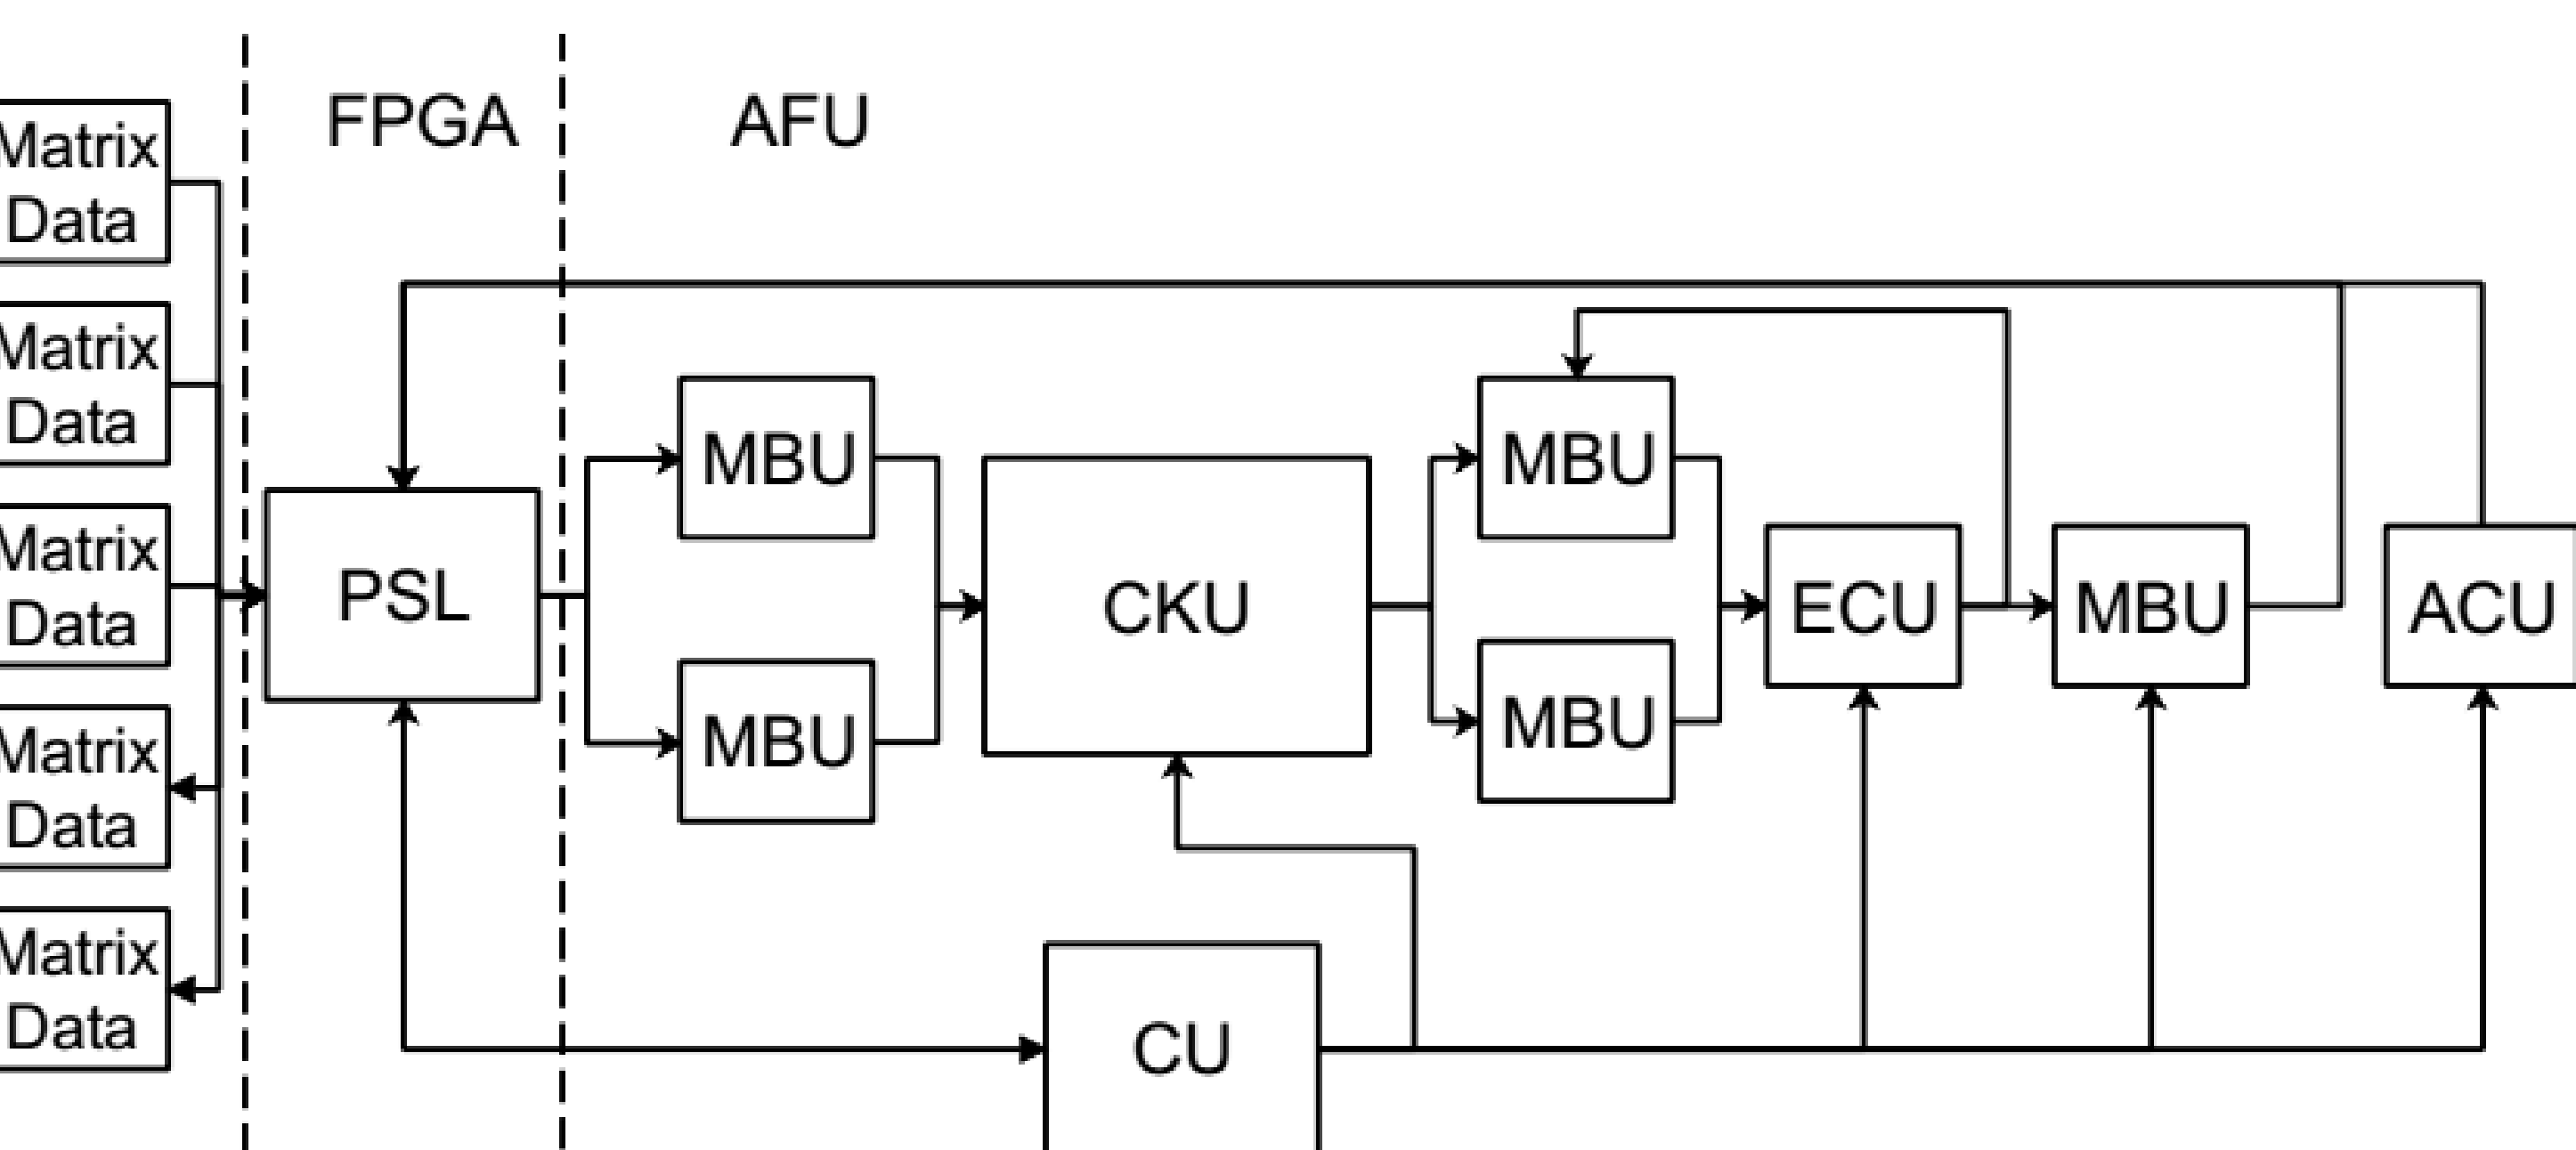 FPGA
AFU
Matrix
Data
Matrix
Data
Matrix
Data
Matrix
Data
Matrix
Data
PSL
MBU
MBU
CKU
MBU
MBU
ECU
MBU
ACU
CU